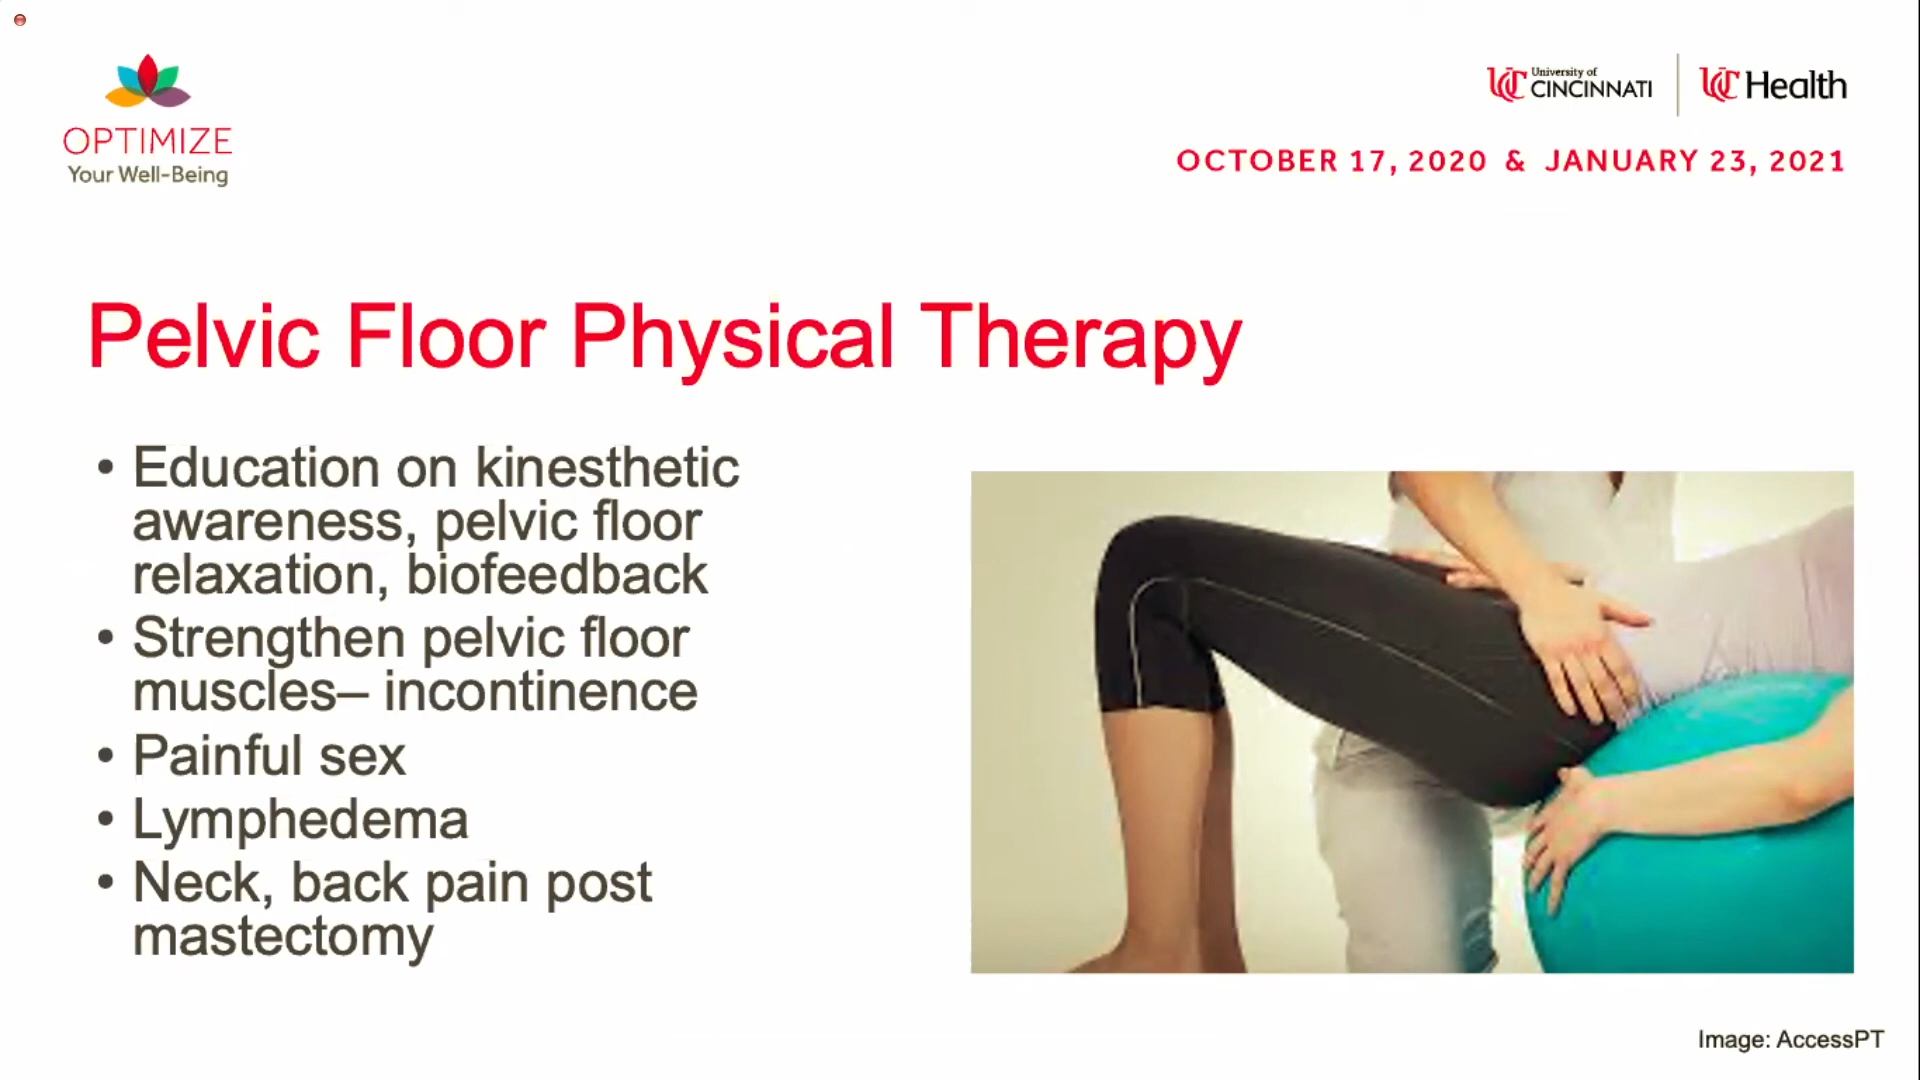 OPTIMIZE
Your Well-Being
University of
CINCINNATI
Health
OCTOBER 17, 2020 & JANUARY 23, 2021
Pelvic Floor Physical Therapy
• Education on kinesthetic
awareness, pelvic floor
relaxation, biofeedback
• Strengthen pelvic floor
muscles– incontinence
• Painful sex
• Lymphedema
• Neck, back pain post
mastectomy
Image: AccessPT